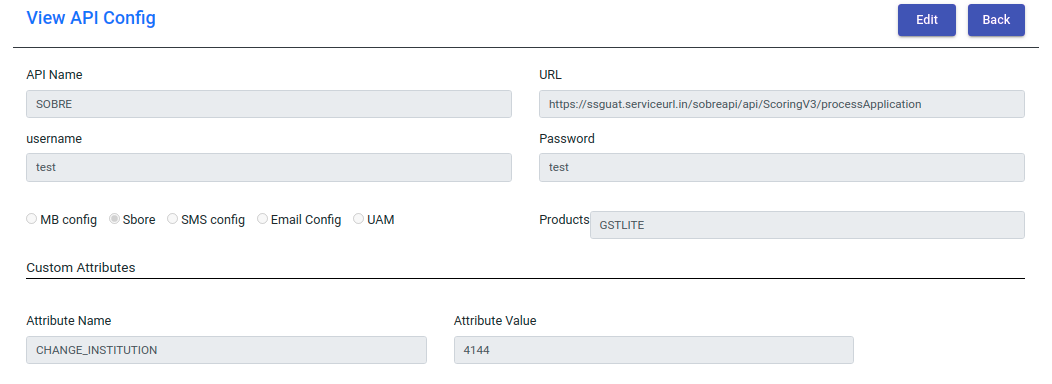 View API Config
Edit
Back
API Name
URL
SOBRE
https://ssguat.serviceurl.in/sobreapi/api/ScoringV3/processApplication
username
Password
test
test
MB config
Sbore
SMS config
Email Config
UAM
Products
GSTLITE
Custom Attributes
Attribute Name
Attribute Value
CHANGE_INSTITUTION
4144